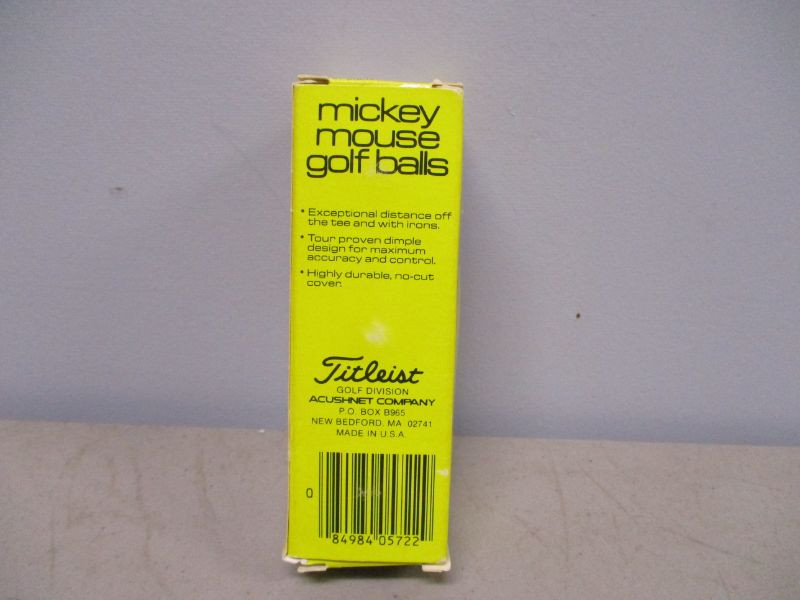 mickey
mouse
golf balls
• Exceptional distance off
the tee and with irons.
• Tour proven dimple
design for maximum
accuracy and control.
• Highly durable, no-cut
cover.
Titleist
GOLF DIVISION
ACUSHNET COMPANY
P.O. BOX B965
NEW BEDFORD, MA 02741
MADE IN U.S.A.
0 84984 05722